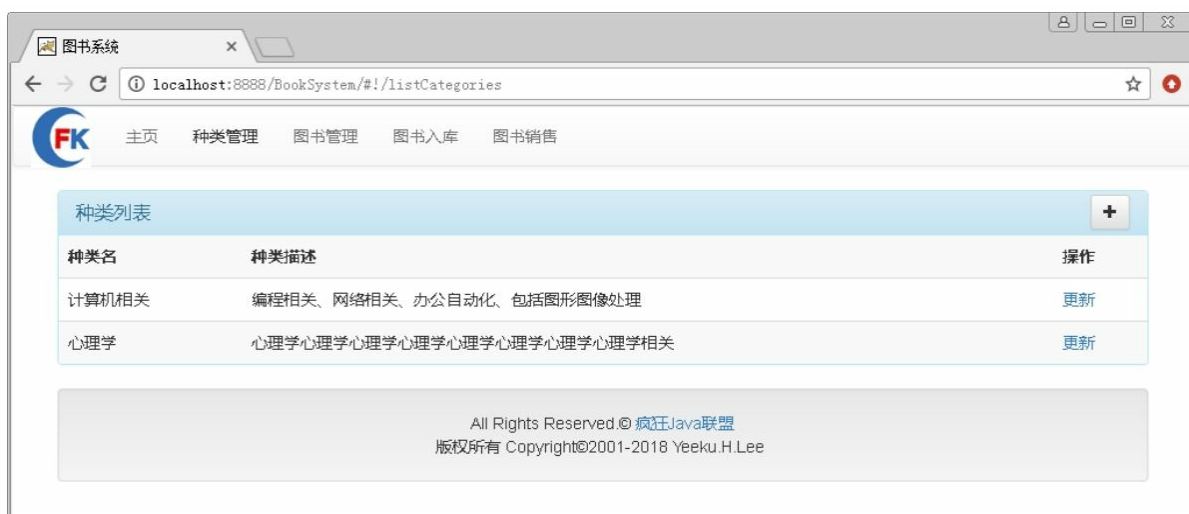 图书系统
localhost:8888/BookSystem/#!/listCategories
FK 主页 种类管理 图书管理 图书入库 图书销售
种类列表
种类名 种类描述 操作
计算机相关 编程相关、网络相关、办公自动化、包括图形图像处理 更新
心理学 心理学心理学心理学心理学心理学心理学心理学心理学相关 更新
All Rights Reserved.© 疯狂Java联盟
版权所有 Copyright©2001-2018 Yeeku.H.Lee